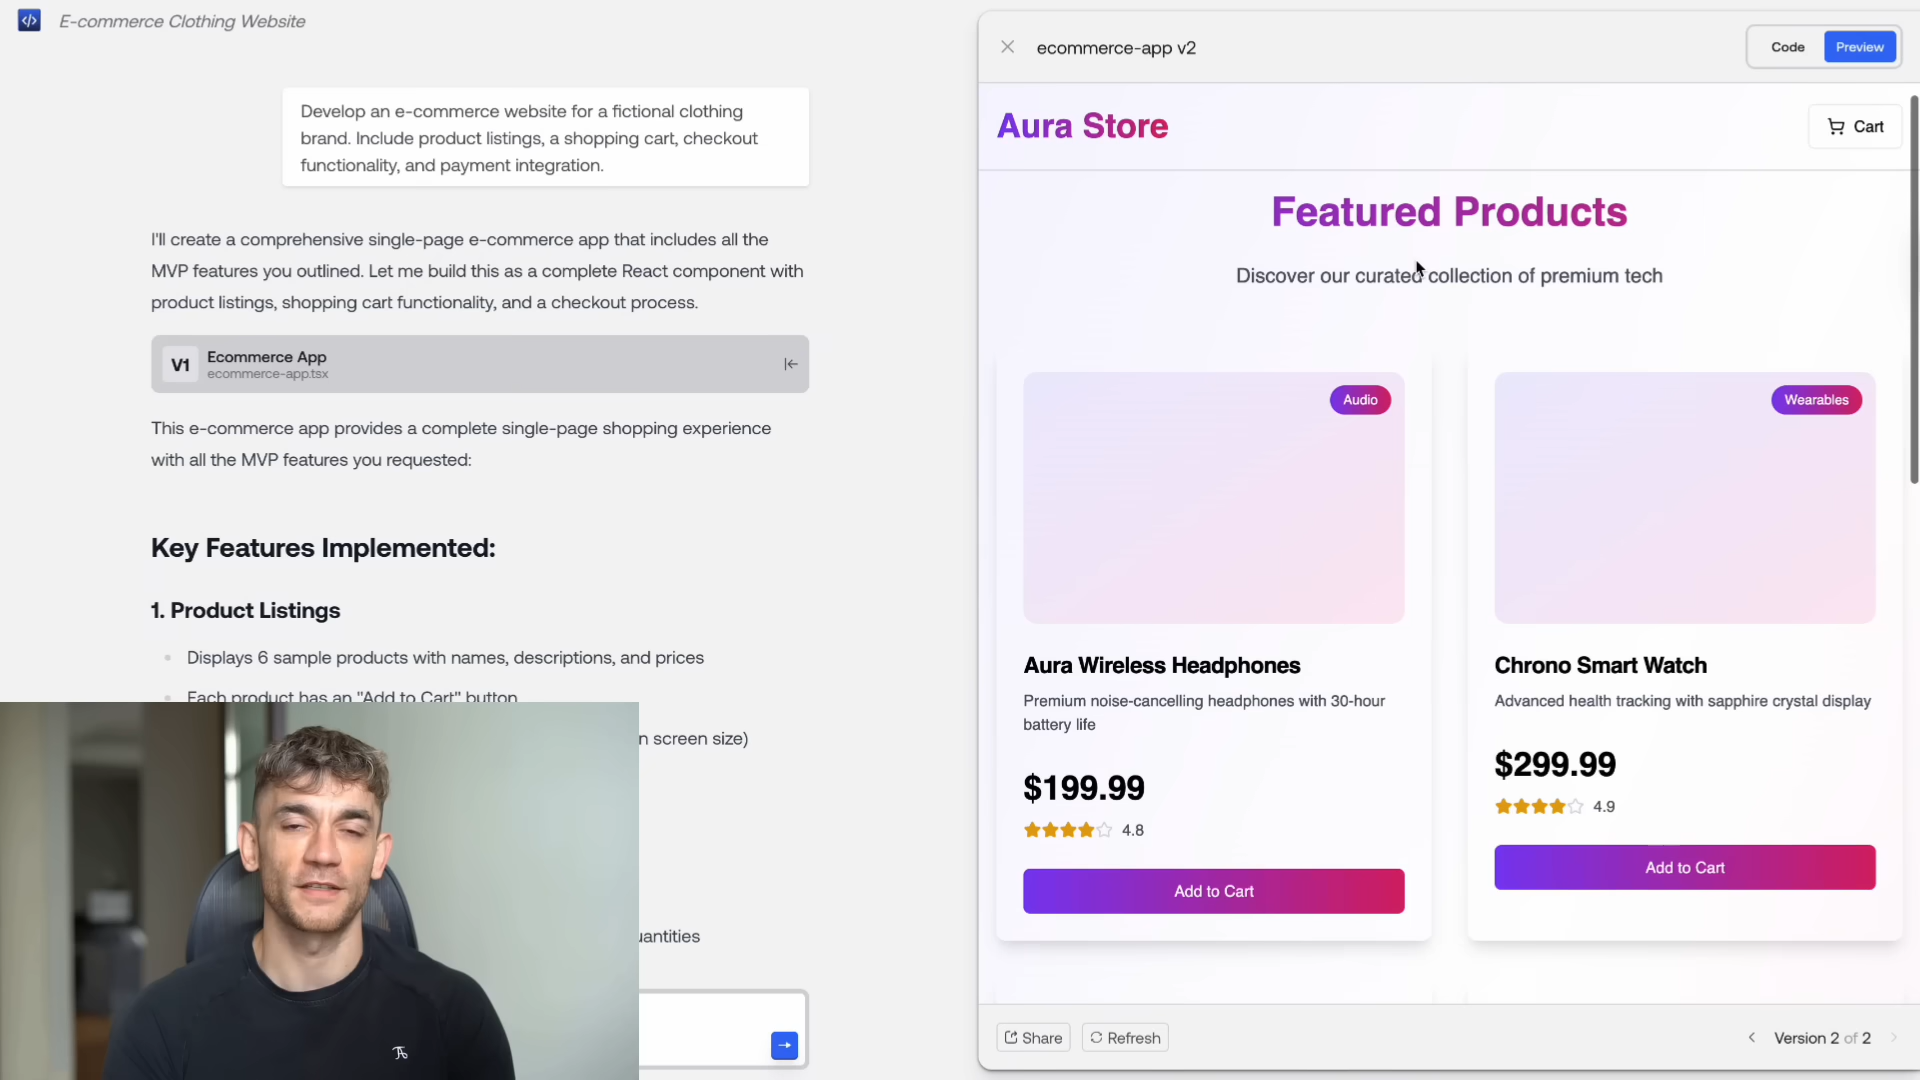 E-commerce Clothing Website
Develop an e-commerce website for a fictional clothing
brand. Include product listings, a shopping cart, checkout
functionality, and payment integration.
I'll create a comprehensive single-page e-commerce app that includes all the
MVP features you outlined. Let me build this as a complete React component with
product listings, shopping cart functionality, and a checkout process.
V1
Ecommerce App
ecommerce-app.tsx
This e-commerce app provides a complete single-page shopping experience
with all the MVP features you requested:
Key Features Implemented:
1. Product Listings
Displays 6 sample products with names, descriptions, and prices
Each product has an "Add to Cart" button
n screen size)
uantities
ecommerce-app v2
Code
Preview
Aura Store
Cart
Featured Products
Discover our curated collection of premium tech
Audio
Aura Wireless Headphones
Premium noise-cancelling headphones with 30-hour
battery life
$199.99
4.8
Add to Cart
Wearables
Chrono Smart Watch
Advanced health tracking with sapphire crystal display
$299.99
4.9
Add to Cart
Share
Refresh
Version 2 of 2